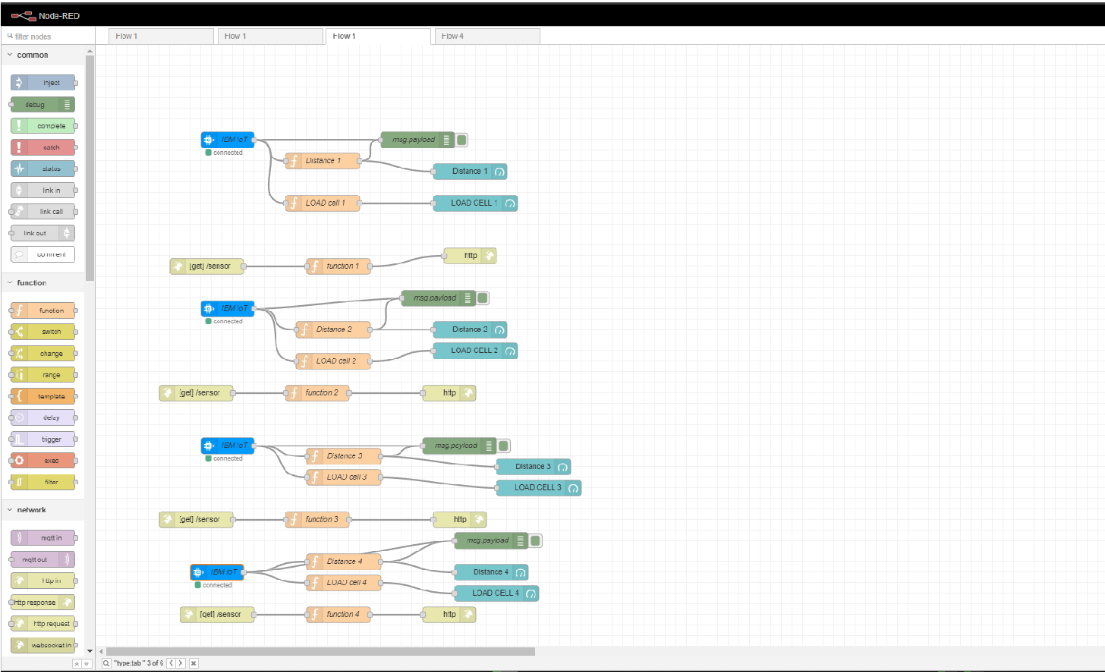 Node-RED
filter nodes
Flow 1
Flow 1
Flow 1
Flow 4
common
inject
debug
complete
catch
status
link in
link call
link out
comment
function
function
switch
change
range
template
delay
trigger
exec
filter
network
mqtt in
mqtt out
http in
http response
http request
websocket in
IBM IoT
connected
msg.payload
Distance 1
Distance 1
LOAD cell 1
LOAD CELL 1
[get] /sensor
function 1
http
IBM IoT
connected
msg.payload
Distance 2
Distance 2
LOAD cell 2
LOAD CELL 2
[get] /sensor
function 2
http
IBM IoT
connected
msg.payload
Distance 3
Distance 3
LOAD cell 3
LOAD CELL 3
[get] /sensor
function 3
http
IBM IoT
connected
msg.payload
Distance 4
Distance 4
LOAD cell 4
LOAD CELL 4
[get] /sensor
function 4
http
"type:tab" 3 of 6